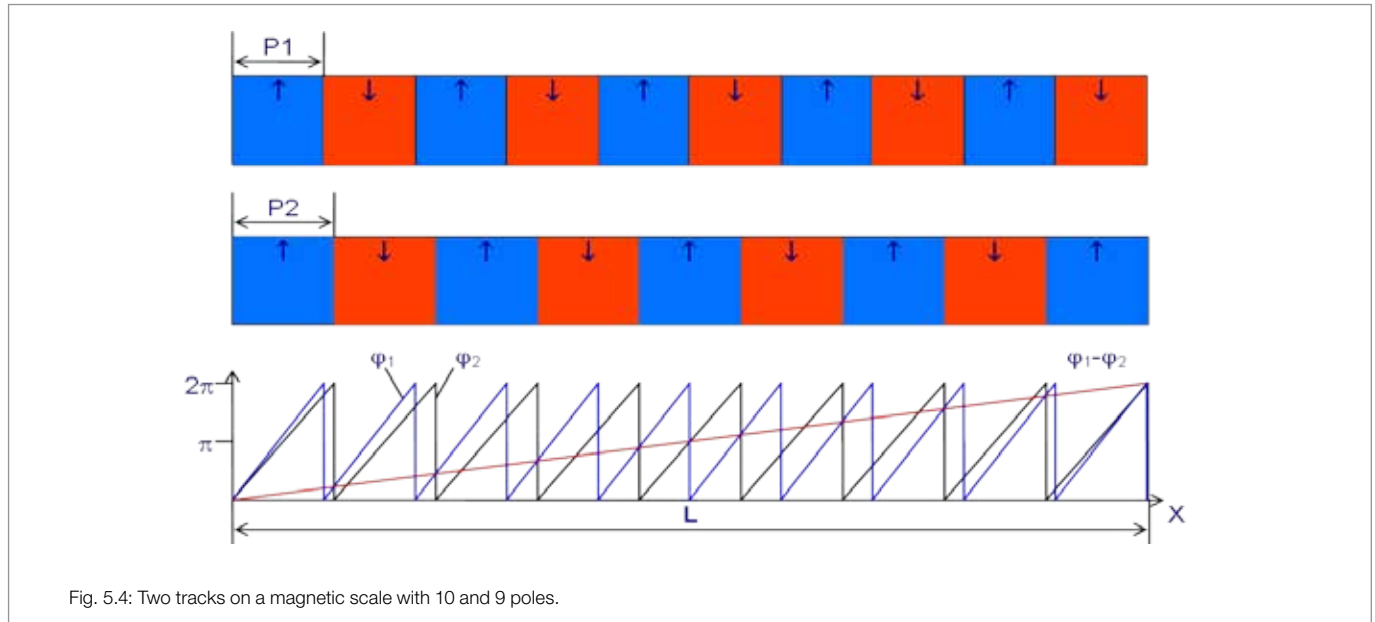 P1
↑ ↓ ↑ ↓ ↑ ↓ ↑ ↓ ↑ ↓
P2
↑ ↓ ↑ ↓ ↑ ↓ ↑ ↓ ↑
φ₁ φ₂ φ₁-φ₂
2π
π
L
X
Fig. 5.4: Two tracks on a magnetic scale with 10 and 9 poles.